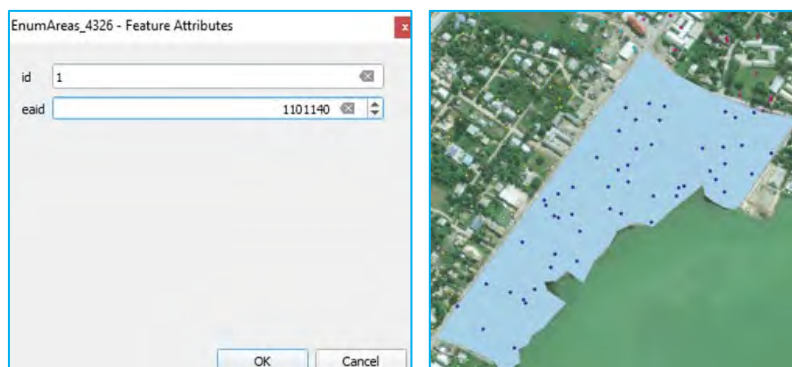 EnumAreas_4326 - Feature Attributes
x
id 1
eaid 1101140
OK Cancel